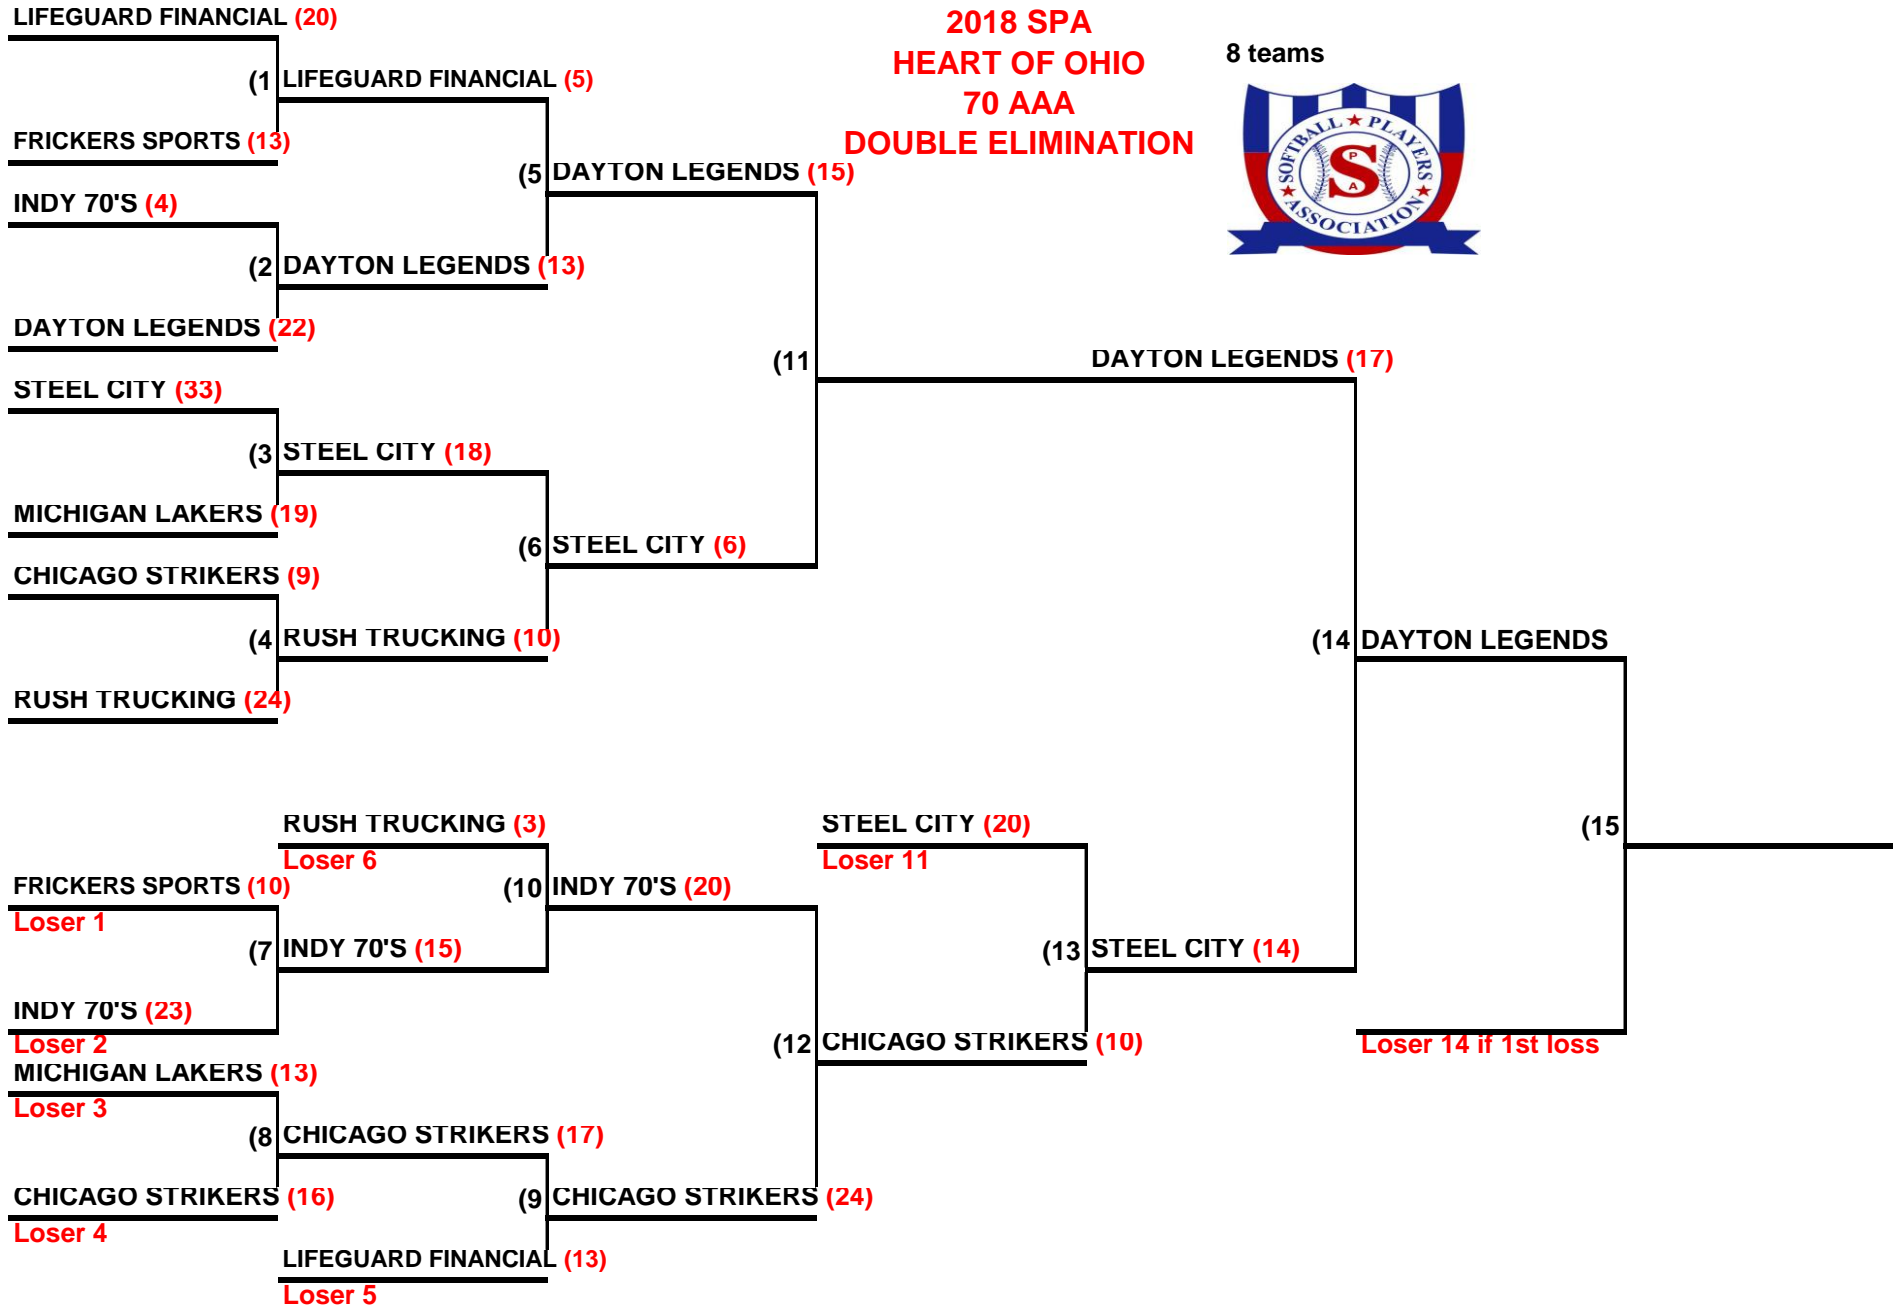 LIFEGUARD FINANCIAL (20)
2018 SPA
HEART OF OHIO
70 AAA
DOUBLE ELIMINATION
8 teams
SOFTBALL ★ PLAYERS
★ ASSOCIATION ★
P
S
A
(1 LIFEGUARD FINANCIAL (5)
FRICKERS SPORTS (13)
(5 DAYTON LEGENDS (15)
INDY 70'S (4)
(2 DAYTON LEGENDS (13)
DAYTON LEGENDS (22)
(11 DAYTON LEGENDS (17)
STEEL CITY (33)
(3 STEEL CITY (18)
MICHIGAN LAKERS (19)
(6 STEEL CITY (6)
CHICAGO STRIKERS (9)
(4 RUSH TRUCKING (10)
(14 DAYTON LEGENDS
RUSH TRUCKING (24)
RUSH TRUCKING (3)
Loser 6
STEEL CITY (20)
Loser 11
(15
FRICKERS SPORTS (10)
Loser 1
(10 INDY 70'S (20)
(7 INDY 70'S (15)
(13 STEEL CITY (14)
INDY 70'S (23)
Loser 2
(12 CHICAGO STRIKERS (10)
Loser 14 if 1st loss
MICHIGAN LAKERS (13)
Loser 3
(8 CHICAGO STRIKERS (17)
CHICAGO STRIKERS (16)
Loser 4
(9 CHICAGO STRIKERS (24)
LIFEGUARD FINANCIAL (13)
Loser 5